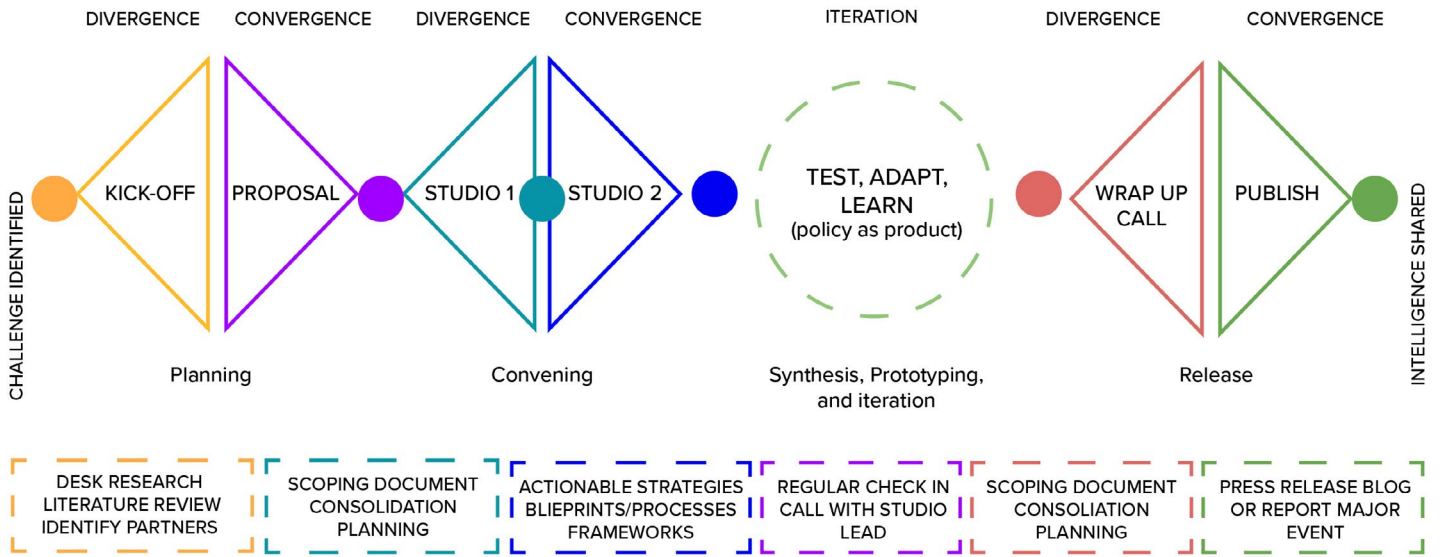 DIVERGENCE
CONVERGENCE
DIVERGENCE
CONVERGENCE
ITERATION
DIVERGENCE
CONVERGENCE
CHALLENGE IDENTIFIED
KICK-OFF
PROPOSAL
STUDIO 1
STUDIO 2
TEST, ADAPT,
LEARN
(policy as product)
WRAP UP
CALL
PUBLISH
INTELLIGENCE SHARED
Planning
Convening
Synthesis, Prototyping,
and iteration
Release
DESK RESEARCH
LITERATURE REVIEW
IDENTIFY PARTNERS
SCOPING DOCUMENT
CONSOLIDATION
PLANNING
ACTIONABLE STRATEGIES
BLIEPRINTS/PROCESSES
FRAMEWORKS
REGULAR CHECK IN
CALL WITH STUDIO
LEAD
SCOPING DOCUMENT
CONSOLIATION
PLANNING
PRESS RELEASE BLOG
OR REPORT MAJOR
EVENT